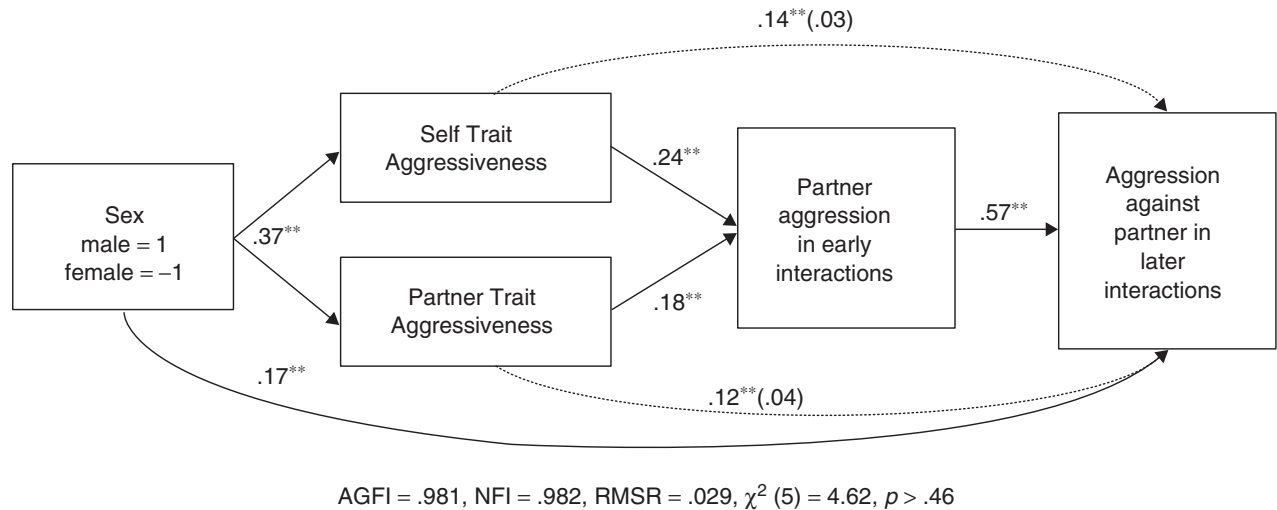 .14**(.03)
Self Trait
Aggressiveness
.24**
Sex
male = 1
female = −1
.37**
Partner
aggression
in early
interactions
.57**
Aggression
against
partner in
later
interactions
Partner Trait
Aggressiveness
.18**
.17**
.12**(.04)
AGFI = .981, NFI = .982, RMSR = .029, χ² (5) = 4.62, p > .46